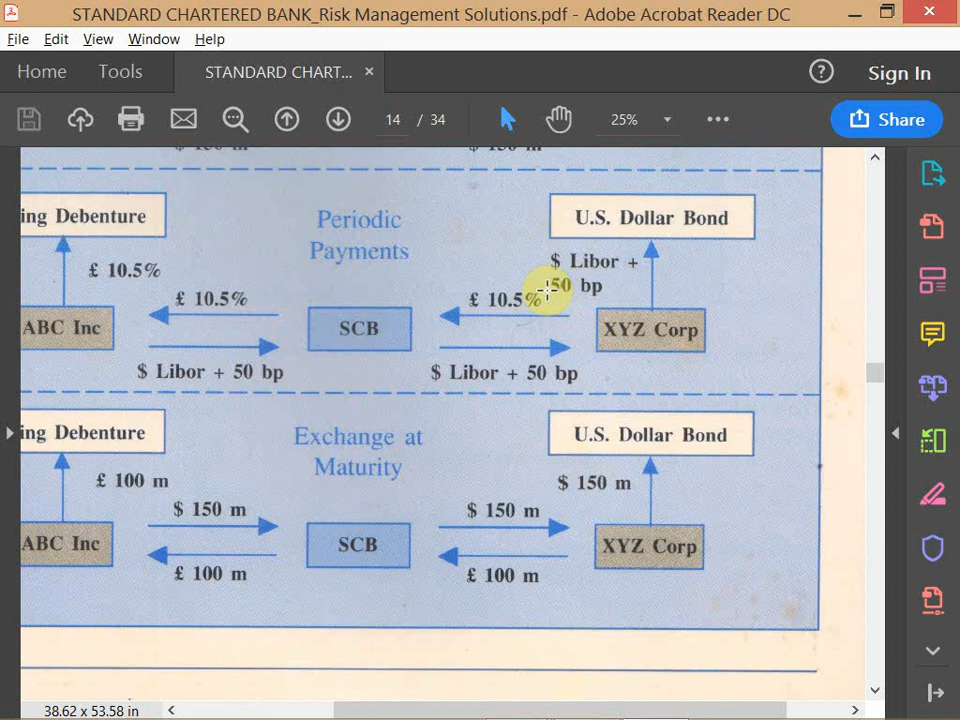 STANDARD CHARTERED BANK_Risk Management Solutions.pdf - Adobe Acrobat Reader DC
File Edit View Window Help
Home Tools STANDARD CHART... × Sign In
14 / 34 25% Share
$ 150 m $ 150 m
ing Debenture
Periodic
Payments
U.S. Dollar Bond
£ 10.5%
$ Libor +
50 bp
£ 10.5%
£ 10.5%
ABC Inc
SCB
XYZ Corp
$ Libor + 50 bp
$ Libor + 50 bp
ing Debenture
Exchange at
Maturity
U.S. Dollar Bond
£ 100 m
$ 150 m
$ 150 m
$ 150 m
ABC Inc
SCB
XYZ Corp
£ 100 m
£ 100 m
38.62 x 53.58 in